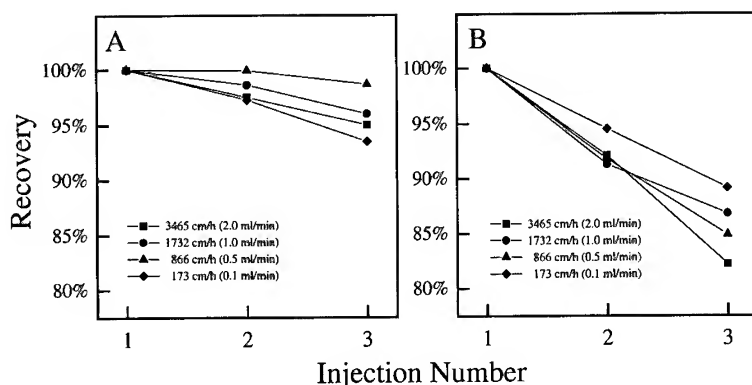 A
100%
95%
90%
85%
80%
Recovery
3465 cm/h (2.0 ml/min)
1732 cm/h (1.0 ml/min)
866 cm/h (0.5 ml/min)
173 cm/h (0.1 ml/min)
1 2 3
B
100%
95%
90%
85%
80%
3465 cm/h (2.0 ml/min)
1732 cm/h (1.0 ml/min)
866 cm/h (0.5 ml/min)
173 cm/h (0.1 ml/min)
1 2 3
Injection Number